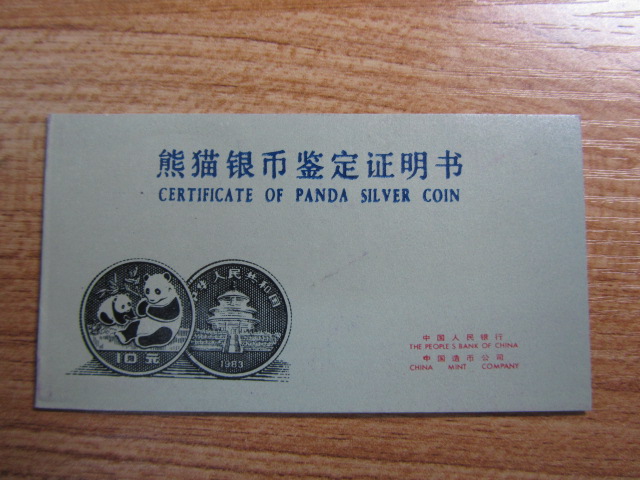 熊猫银币鉴定证明书
CERTIFICATE OF PANDA SILVER COIN
中华人民共和国
10元
1983
中国人民银行
THE PEOPLE S BANK OF CHINA
中国造币公司
CHINA MINT COMPANY